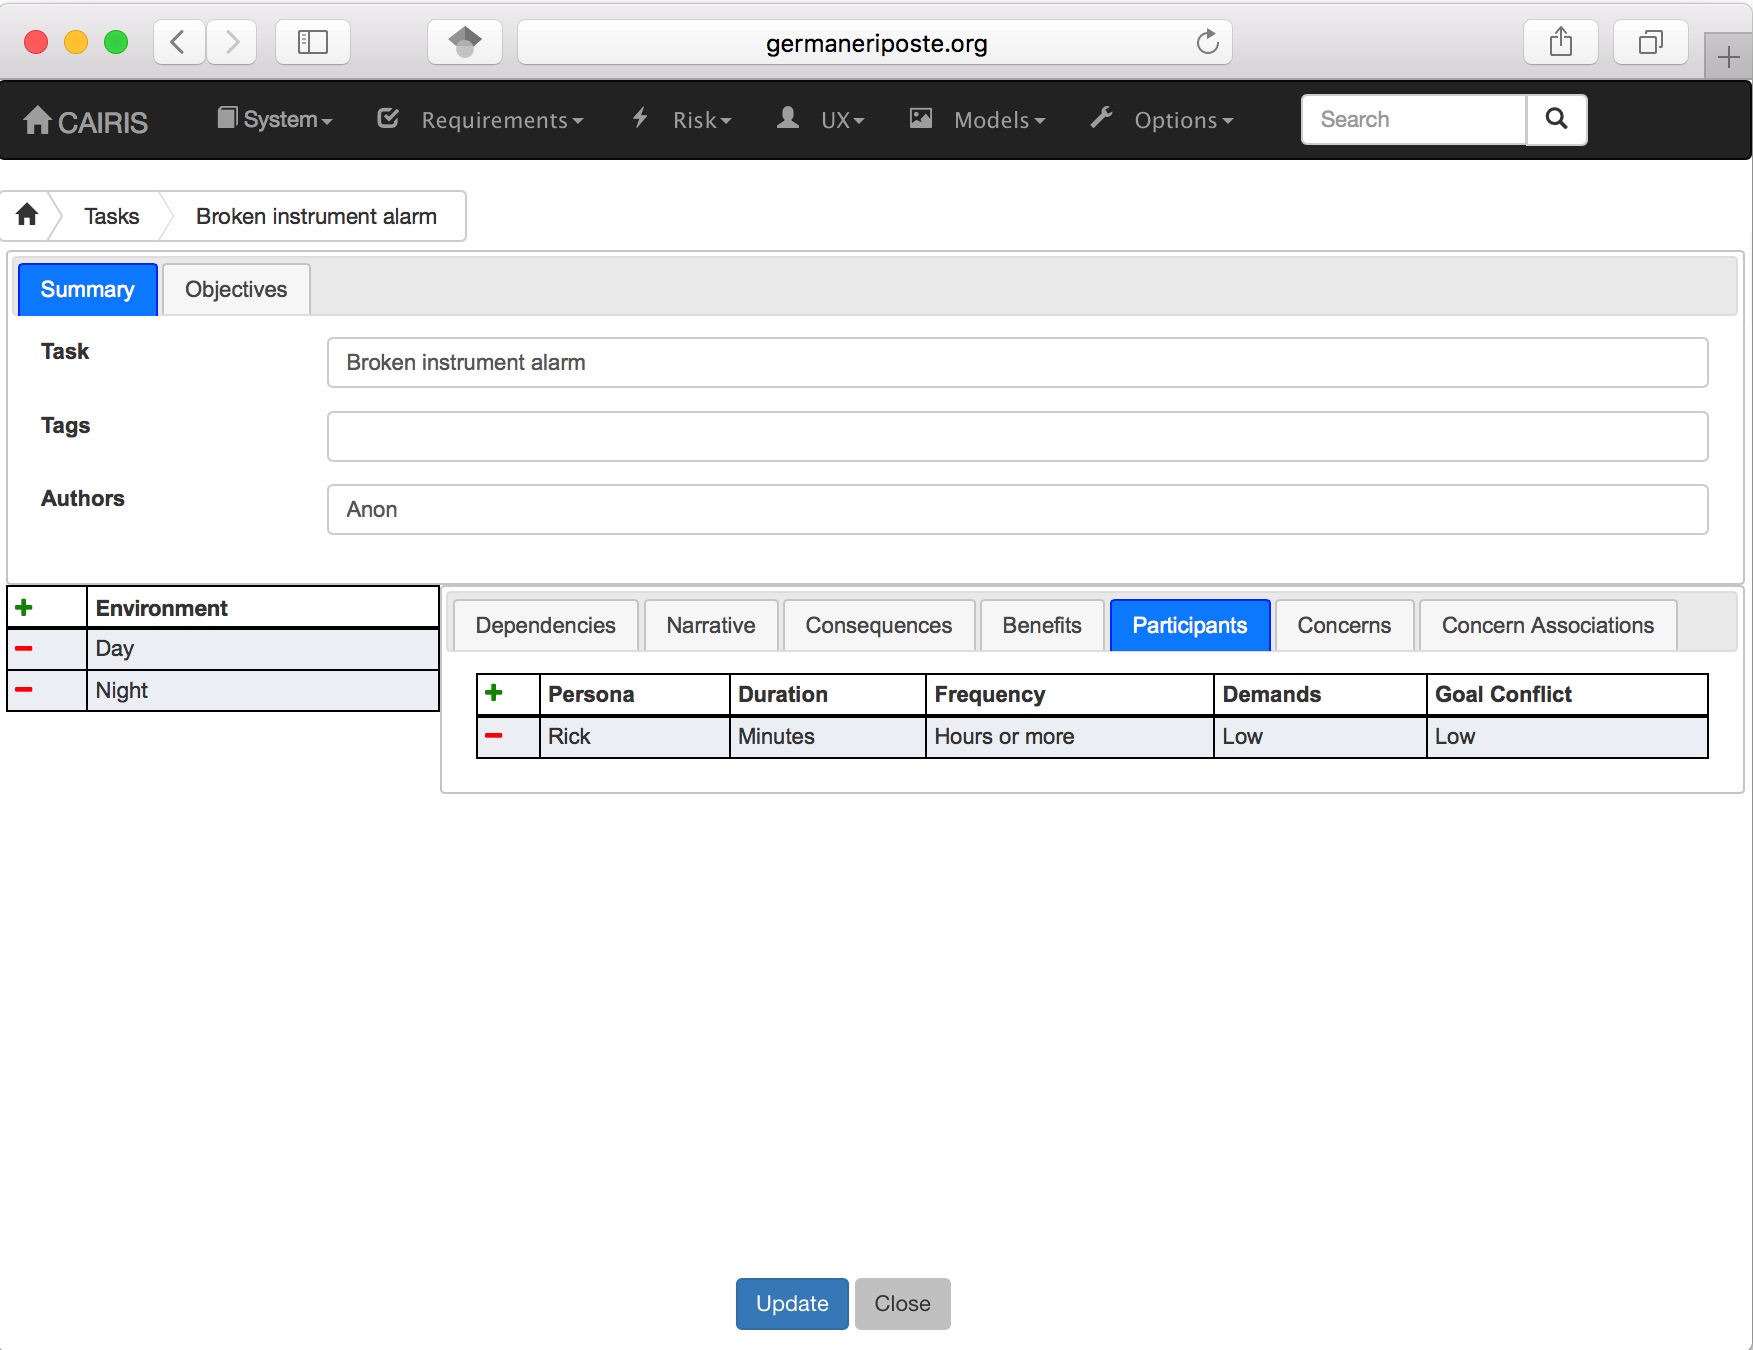 germaneriposte.org
CAIRIS System Requirements Risk UX Models Options Search
Tasks Broken instrument alarm
Summary Objectives
Task Broken instrument alarm
Tags
Authors Anon
Environment
Day
Night
Dependencies Narrative Consequences Benefits Participants Concerns Concern Associations
Persona Duration Frequency Demands Goal Conflict
Rick Minutes Hours or more Low Low
Update Close